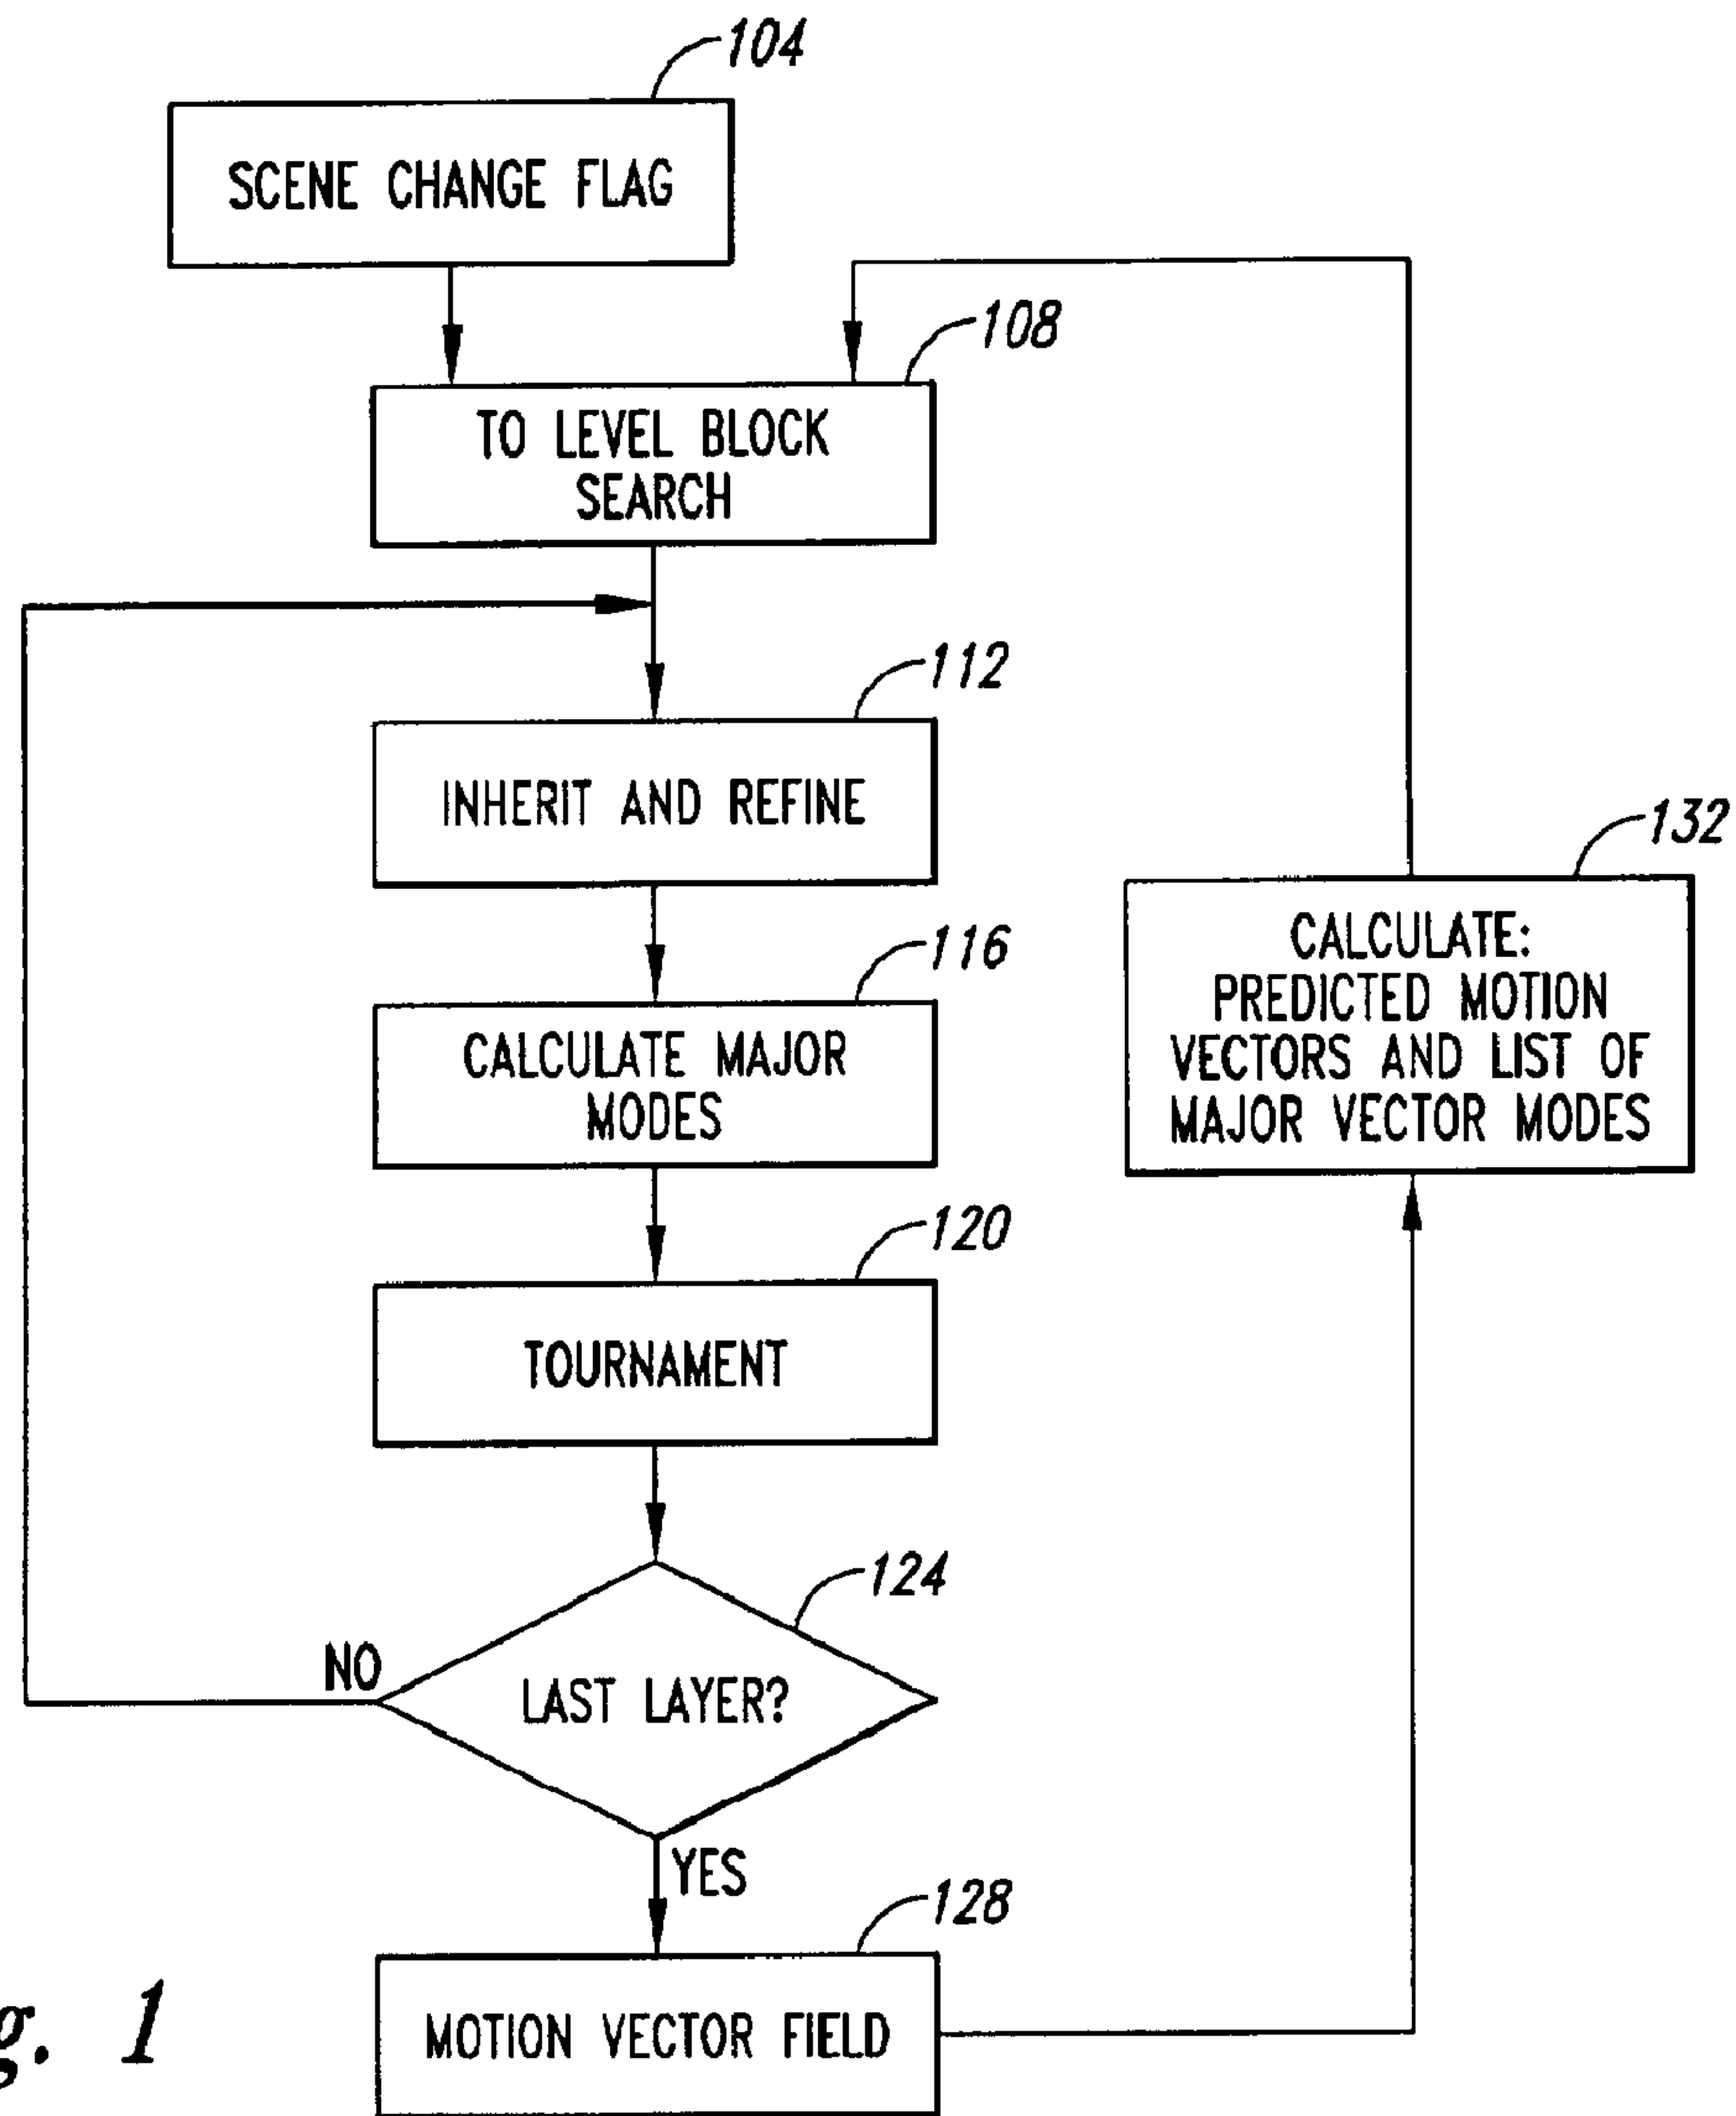 104
SCENE CHANGE FLAG
108
TO LEVEL BLOCK
SEARCH
112
INHERIT AND REFINE
132
CALCULATE:
PREDICTED MOTION
VECTORS AND LIST OF
MAJOR VECTOR MODES
116
CALCULATE MAJOR
MODES
120
TOURNAMENT
124
NO
LAST LAYER?
YES
128
MOTION VECTOR FIELD
g. 1